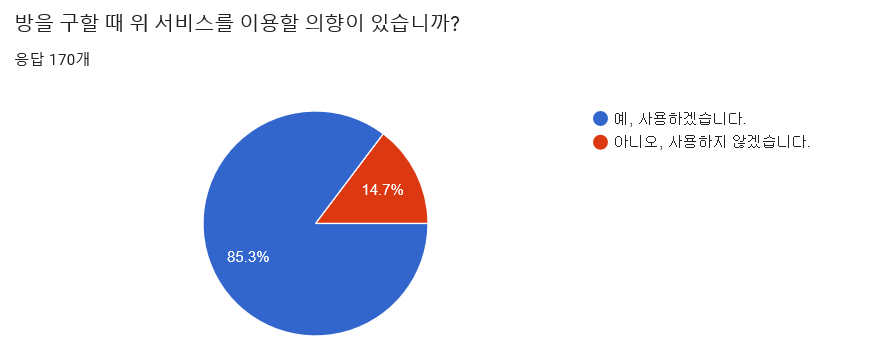 방을 구할 때 위 서비스를 이용할 의향이 있습니까?
응답 170개
예, 사용하겠습니다.
아니오, 사용하지 않겠습니다.
14.7%
85.3%